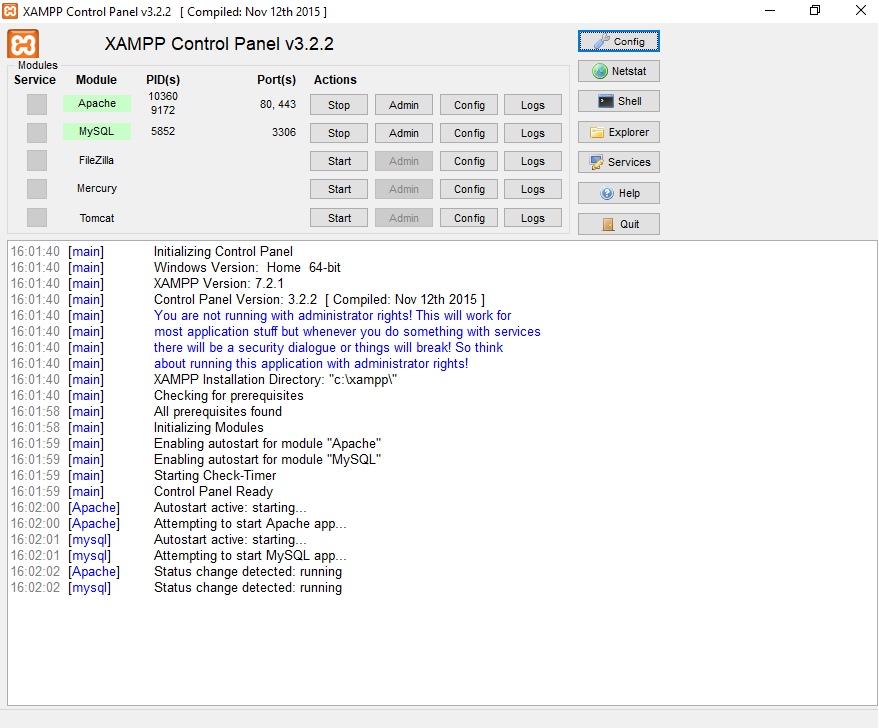 XAMPP Control Panel v3.2.2 [ Compiled: Nov 12th 2015 ]
XAMPP Control Panel v3.2.2
Config
Modules
Service Module PID(s) Port(s) Actions
Netstat
Apache 10360 9172 80, 443 Stop Admin Config Logs
Shell
MySQL 5852 3306 Stop Admin Config Logs
Explorer
FileZilla Start Admin Config Logs
Services
Mercury Start Admin Config Logs
Help
Tomcat Start Admin Config Logs
Quit
16:01:40 [main] Initializing Control Panel
16:01:40 [main] Windows Version: Home 64-bit
16:01:40 [main] XAMPP Version: 7.2.1
16:01:40 [main] Control Panel Version: 3.2.2 [ Compiled: Nov 12th 2015 ]
16:01:40 [main] You are not running with administrator rights! This will work for
16:01:40 [main] most application stuff but whenever you do something with services
16:01:40 [main] there will be a security dialogue or things will break! So think
16:01:40 [main] about running this application with administrator rights!
16:01:40 [main] XAMPP Installation Directory: "c:\xampp\"
16:01:40 [main] Checking for prerequisites
16:01:58 [main] All prerequisites found
16:01:58 [main] Initializing Modules
16:01:59 [main] Enabling autostart for module "Apache"
16:01:59 [main] Enabling autostart for module "MySQL"
16:01:59 [main] Starting Check-Timer
16:01:59 [main] Control Panel Ready
16:02:00 [Apache] Autostart active: starting...
16:02:00 [Apache] Attempting to start Apache app...
16:02:01 [mysql] Autostart active: starting...
16:02:01 [mysql] Attempting to start MySQL app...
16:02:02 [Apache] Status change detected: running
16:02:02 [mysql] Status change detected: running